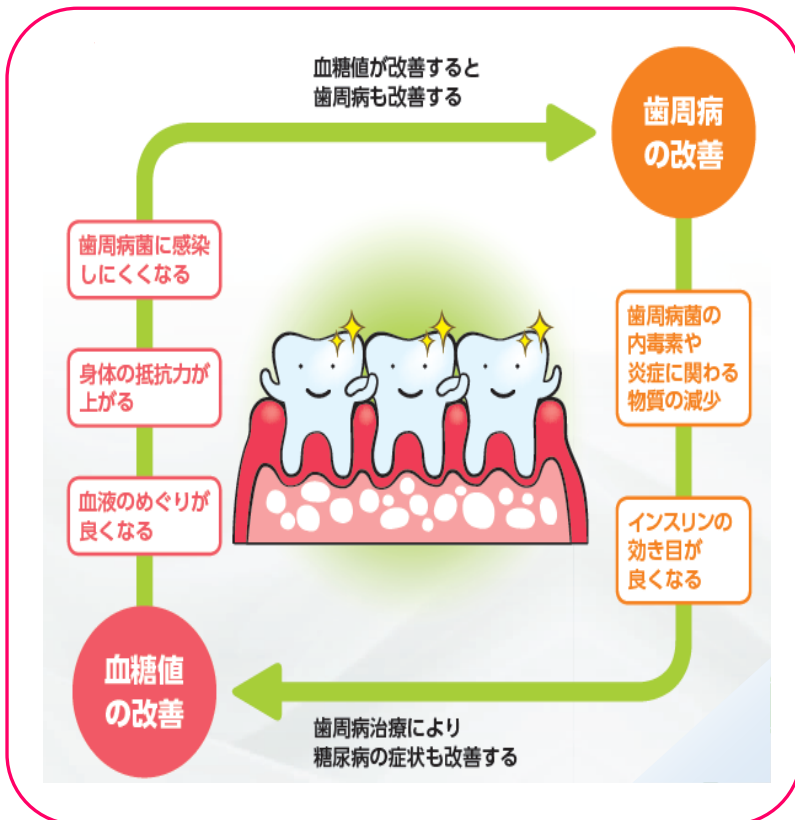 血糖値が改善すると
歯周病も改善する
歯周病
の改善
歯周病菌の
内毒素や
炎症に関わる
物質の減少
インスリンの
効き目が
良くなる
歯周病治療により
糖尿病の症状も改善する
血糖値
の改善
血液のめぐりが
良くなる
身体の抵抗力が
上がる
歯周病菌に感染
しにくくなる